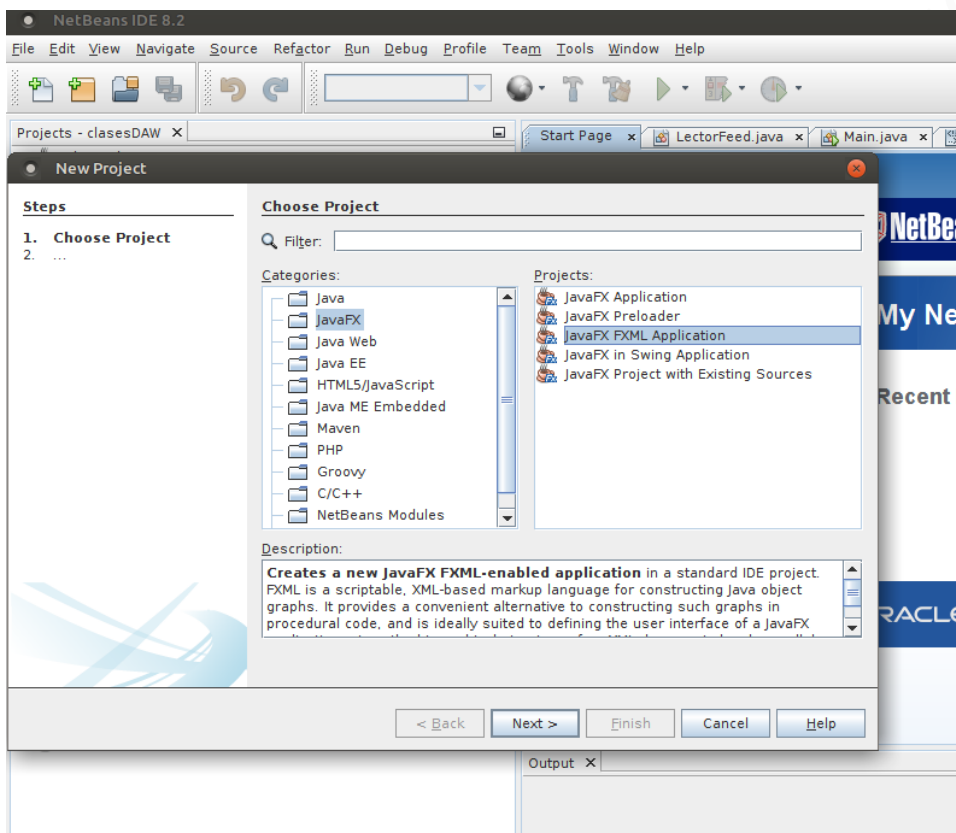 NetBeans IDE 8.2
File Edit View Navigate Source Refactor Run Debug Profile Team Tools Window Help
Projects - clasesDAW X
Start Page x LectorFeed.java x Main.java x
New Project
Steps
1. Choose Project
2. ...
Choose Project
Filter:
Categories:
Java
JavaFX
Java Web
Java EE
HTML5/JavaScript
Java ME Embedded
Maven
PHP
Groovy
C/C++
NetBeans Modules
Projects:
JavaFX Application
JavaFX Preloader
JavaFX FXML Application
JavaFX in Swing Application
JavaFX Project with Existing Sources
Description:
Creates a new JavaFX FXML-enabled application in a standard IDE project.
FXML is a scriptable, XML-based markup language for constructing Java object
graphs. It provides a convenient alternative to constructing such graphs in
procedural code, and is ideally suited to defining the user interface of a JavaFX
< Back Next > Finish Cancel Help
NetBe
My Ne
Recent
RACLE
Output X